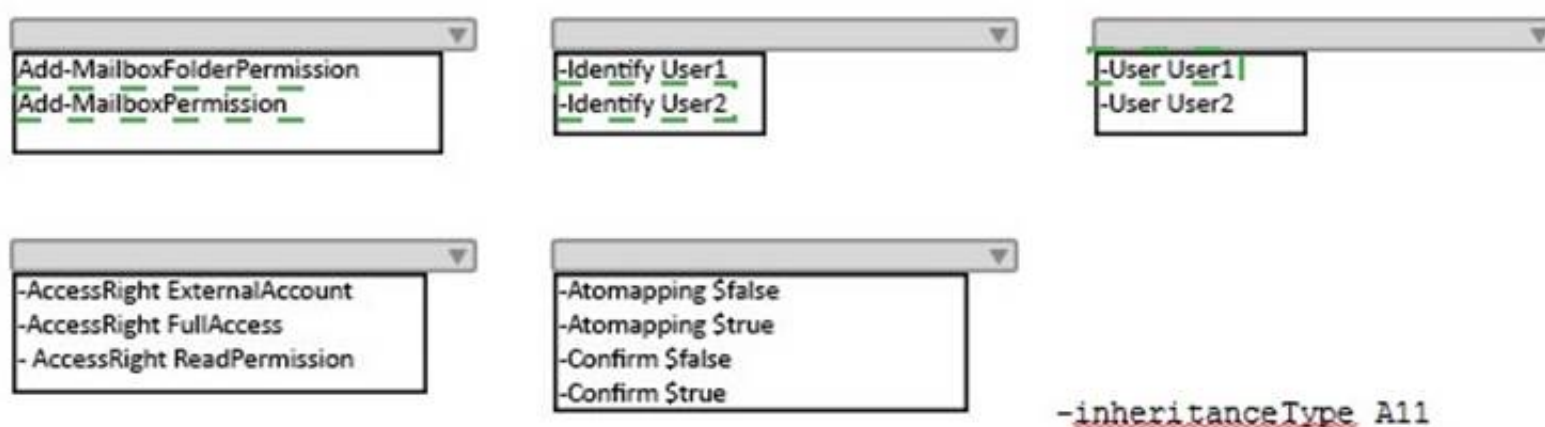 Add-MailboxFolderPermission
Add-MailboxPermission
-Identify User1
-Identify User2
-User User1
-User User2
-AccessRight ExternalAccount
-AccessRight FullAccess
- AccessRight ReadPermission
-Atomapping $false
-Atomapping $true
-Confirm $false
-Confirm $true
-inheritanceType All